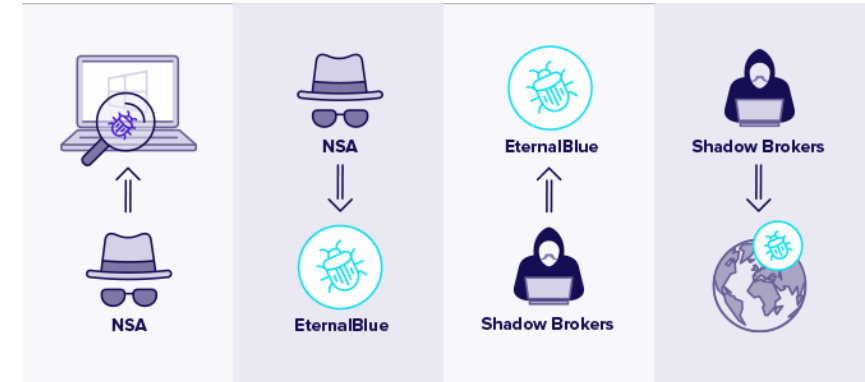 NSA
NSA
EternalBlue
EternalBlue
Shadow Brokers
Shadow Brokers